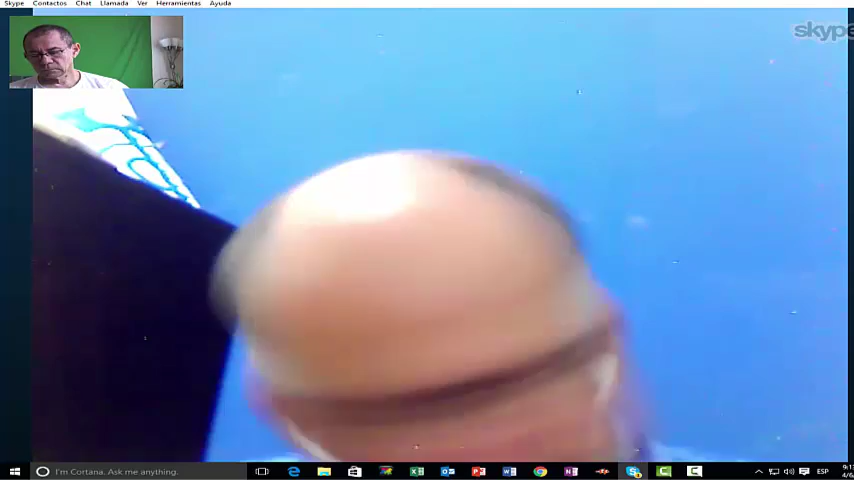 Skype Contactos Chat Llamada Ver Herramientas Ayuda
skype
I'm Cortana. Ask me anything.
ESP